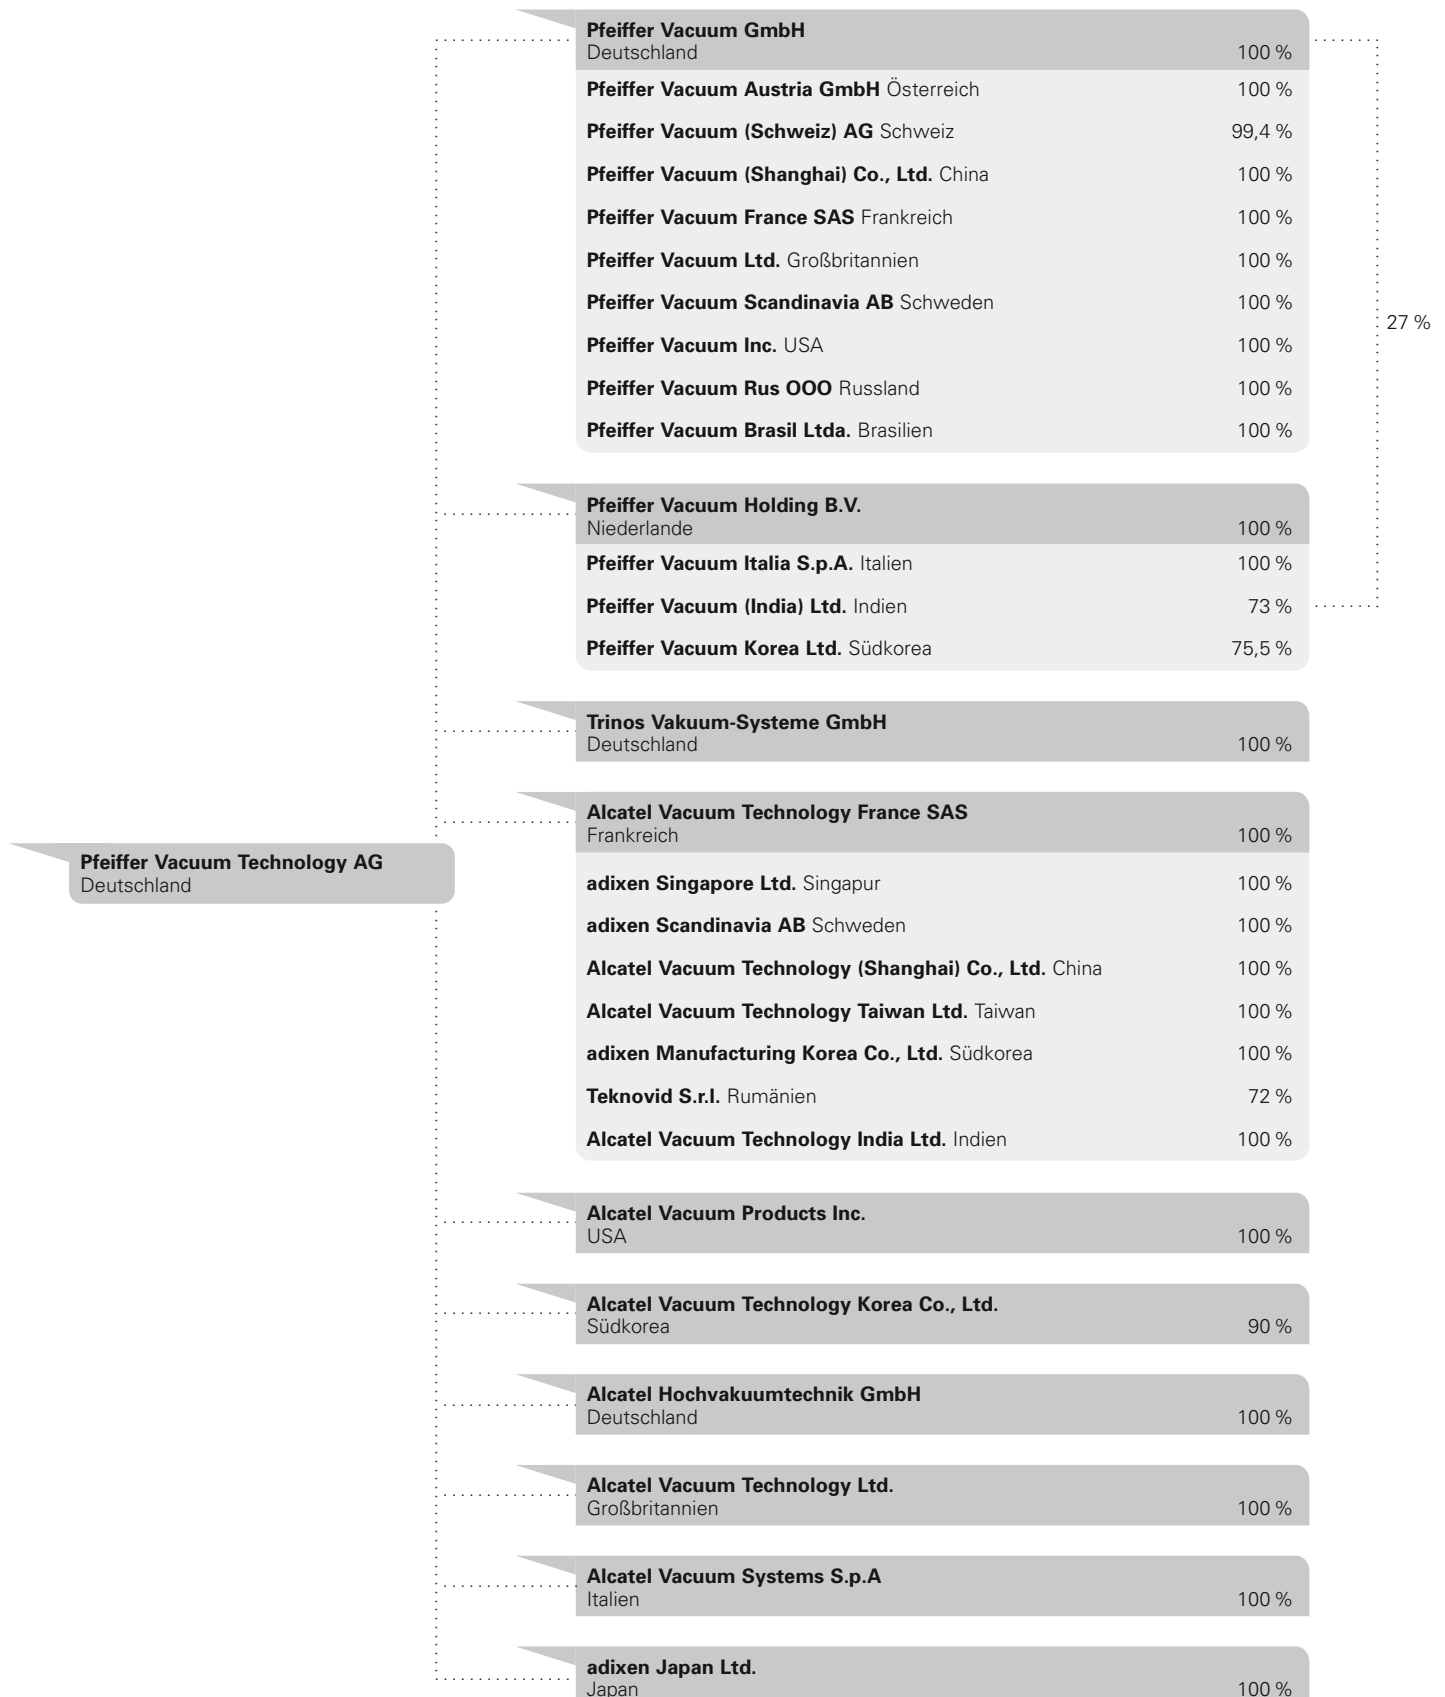 Pfeiffer Vacuum GmbH
Deutschland 100 %
Pfeiffer Vacuum Austria GmbH Österreich 100 %
Pfeiffer Vacuum (Schweiz) AG Schweiz 99,4 %
Pfeiffer Vacuum (Shanghai) Co., Ltd. China 100 %
Pfeiffer Vacuum France SAS Frankreich 100 %
Pfeiffer Vacuum Ltd. Großbritannien 100 %
Pfeiffer Vacuum Scandinavia AB Schweden 100 %
27 %
Pfeiffer Vacuum Inc. USA 100 %
Pfeiffer Vacuum Rus OOO Russland 100 %
Pfeiffer Vacuum Brasil Ltda. Brasilien 100 %
Pfeiffer Vacuum Holding B.V.
Niederlande 100 %
Pfeiffer Vacuum Italia S.p.A. Italien 100 %
Pfeiffer Vacuum (India) Ltd. Indien 73 %
Pfeiffer Vacuum Korea Ltd. Südkorea 75,5 %
Trinos Vakuum-Systeme GmbH
Deutschland 100 %
Alcatel Vacuum Technology France SAS
Frankreich 100 %
Pfeiffer Vacuum Technology AG
Deutschland
adixen Singapore Ltd. Singapur 100 %
adixen Scandinavia AB Schweden 100 %
Alcatel Vacuum Technology (Shanghai) Co., Ltd. China 100 %
Alcatel Vacuum Technology Taiwan Ltd. Taiwan 100 %
adixen Manufacturing Korea Co., Ltd. Südkorea 100 %
Teknovid S.r.l. Rumänien 72 %
Alcatel Vacuum Technology India Ltd. Indien 100 %
Alcatel Vacuum Products Inc.
USA 100 %
Alcatel Vacuum Technology Korea Co., Ltd.
Südkorea 90 %
Alcatel Hochvakuumtechnik GmbH
Deutschland 100 %
Alcatel Vacuum Technology Ltd.
Großbritannien 100 %
Alcatel Vacuum Systems S.p.A
Italien 100 %
adixen Japan Ltd.
Japan 100 %